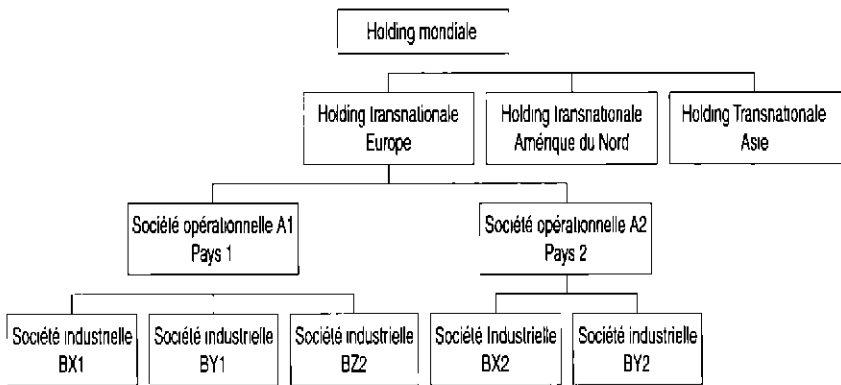 Holding mondiale
Holding transnationale
Europe
Holding transnationale
Amérique du Nord
Holding Transnationale
Asie
Société opérationnelle A1
Pays 1
Société opérationnelle A2
Pays 2
Société industrielle
BX1
Société industrielle
BY1
Société industrielle
BZ2
Société Industrielle
BX2
Société industrielle
BY2